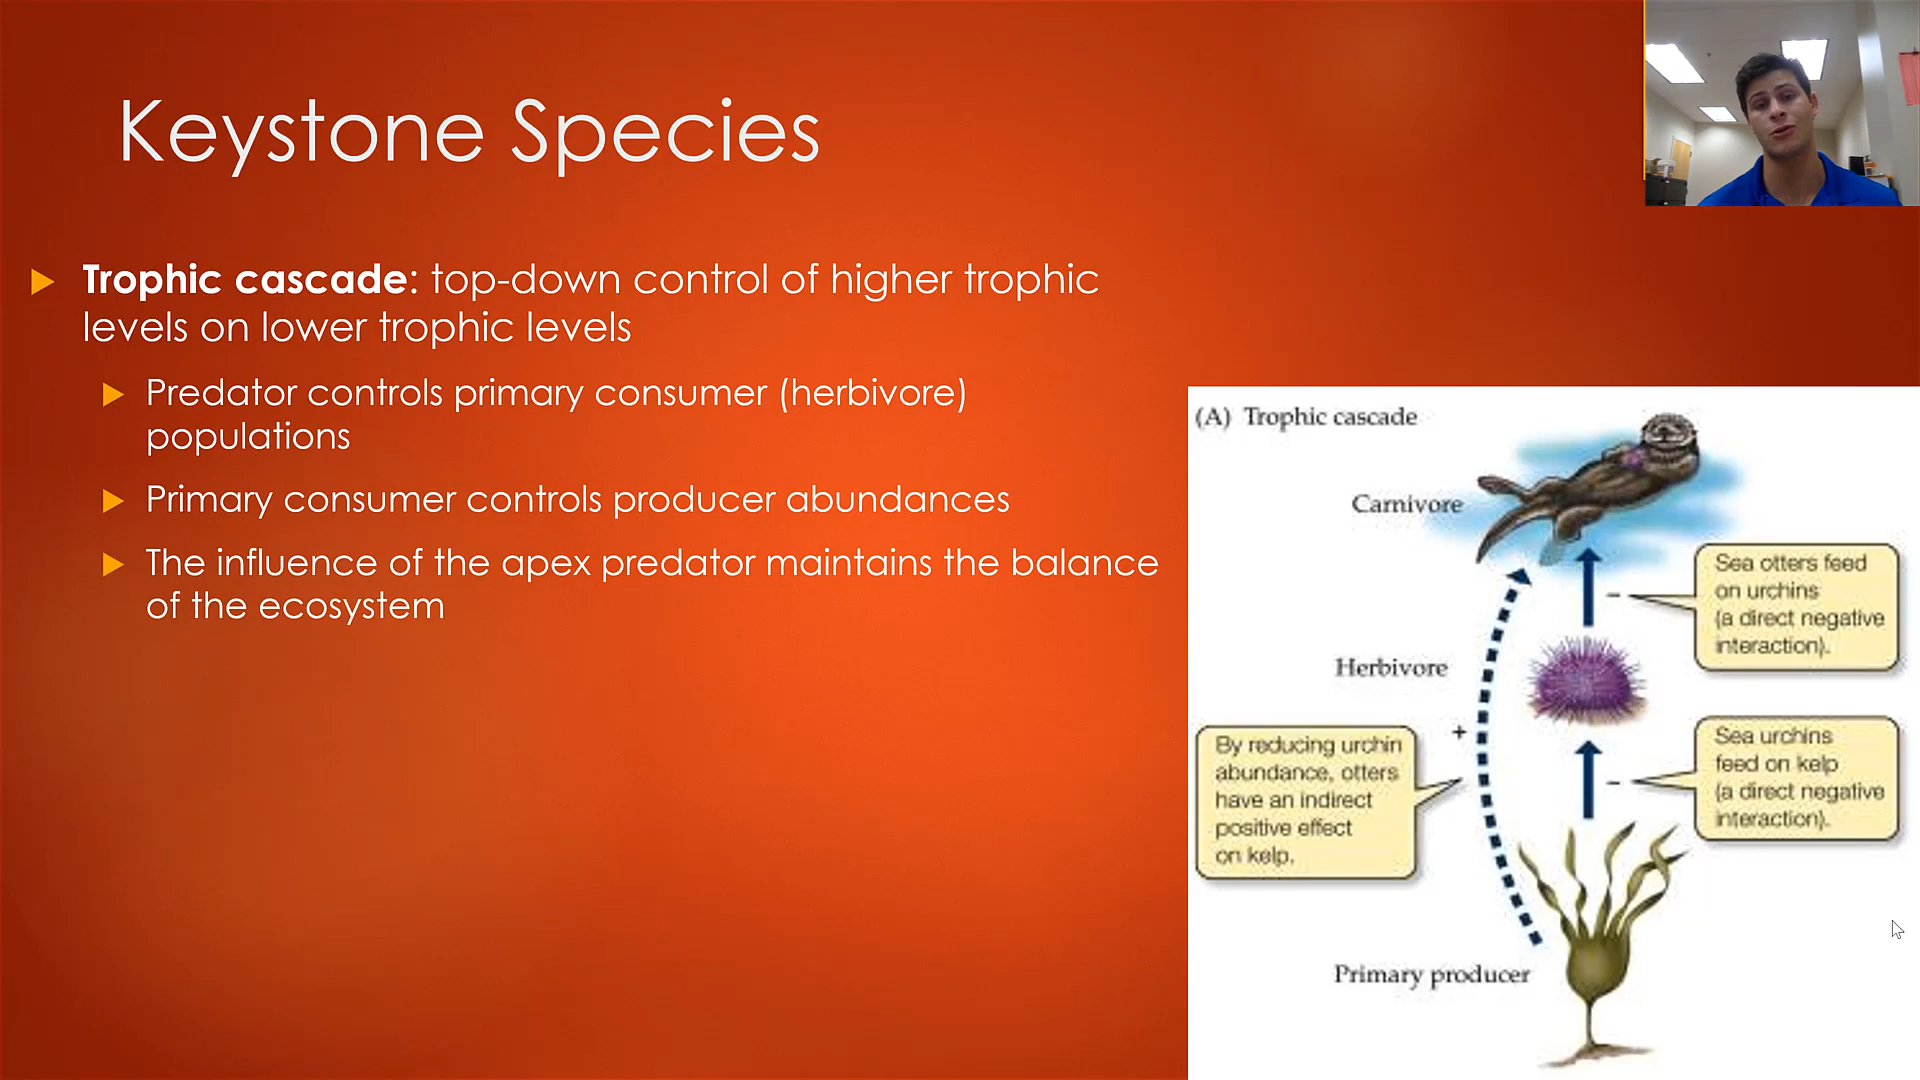 Keystone Species
Trophic cascade: top-down control of higher trophic
levels on lower trophic levels
Predator controls primary consumer (herbivore)
populations
Primary consumer controls producer abundances
The influence of the apex predator maintains the balance
of the ecosystem
(A) Trophic cascade
Carnivore
Sea otters feed
on urchins
(a direct negative
interaction).
–
Herbivore
+
By reducing urchin
abundance, otters
have an indirect
positive effect
on kelp.
Sea urchins
feed on kelp
(a direct negative
interaction).
–
Primary producer